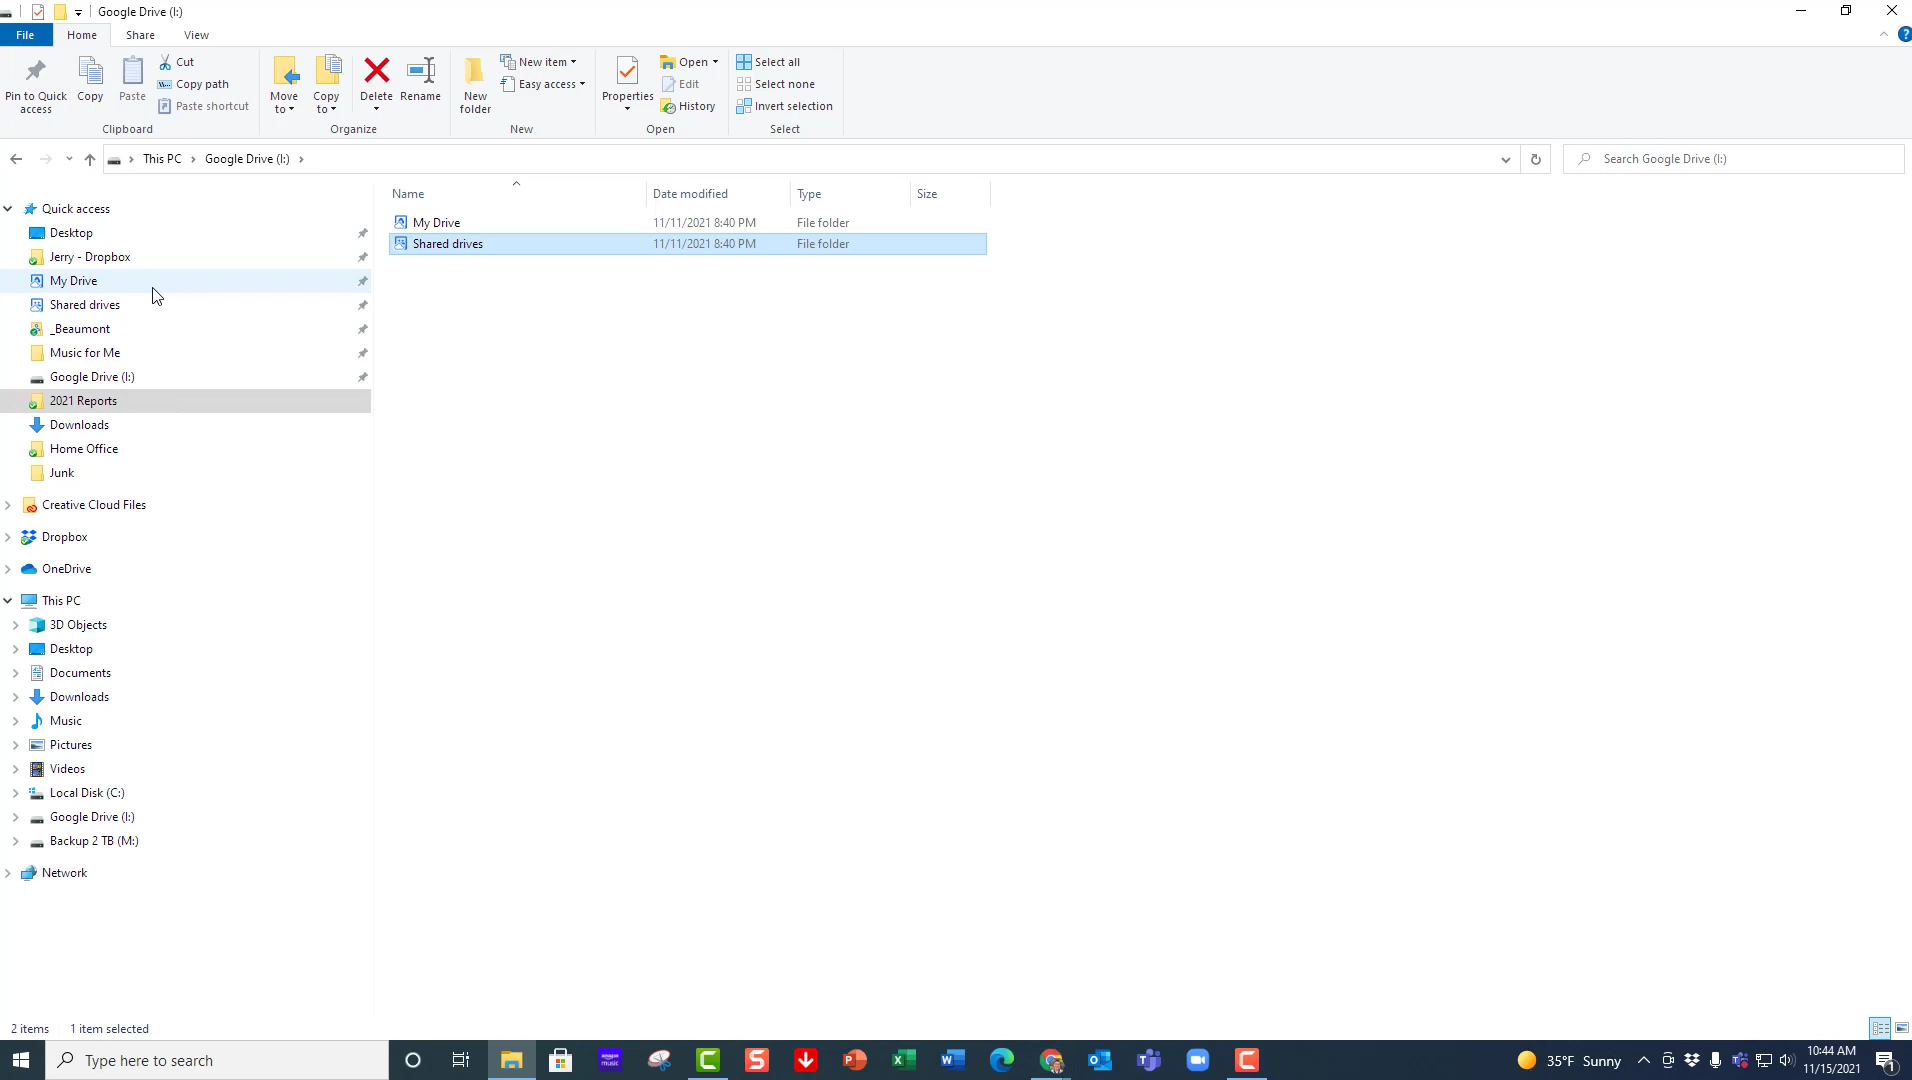 Google Drive (I:)
File Home Share View
Pin to Quick access
Copy
Paste
Cut
Copy path
Paste shortcut
Clipboard
Move to
Copy to
Delete
Rename
Organize
New folder
New item
Easy access
New
Properties
Open
Edit
History
Open
Select all
Select none
Invert selection
Select
This PC Google Drive (I:)
Search Google Drive (I:)
Name Date modified Type Size
My Drive 11/11/2021 8:40 PM File folder
Shared drives 11/11/2021 8:40 PM File folder
Quick access
Desktop
Jerry - Dropbox
My Drive
Shared drives
_Beaumont
Music for Me
Google Drive (I:)
2021 Reports
Downloads
Home Office
Junk
Creative Cloud Files
Dropbox
OneDrive
This PC
3D Objects
Desktop
Documents
Downloads
Music
Pictures
Videos
Local Disk (C:)
Google Drive (I:)
Backup 2 TB (M:)
Network
2 items 1 item selected
Type here to search
35°F Sunny
10:44 AM
11/15/2021